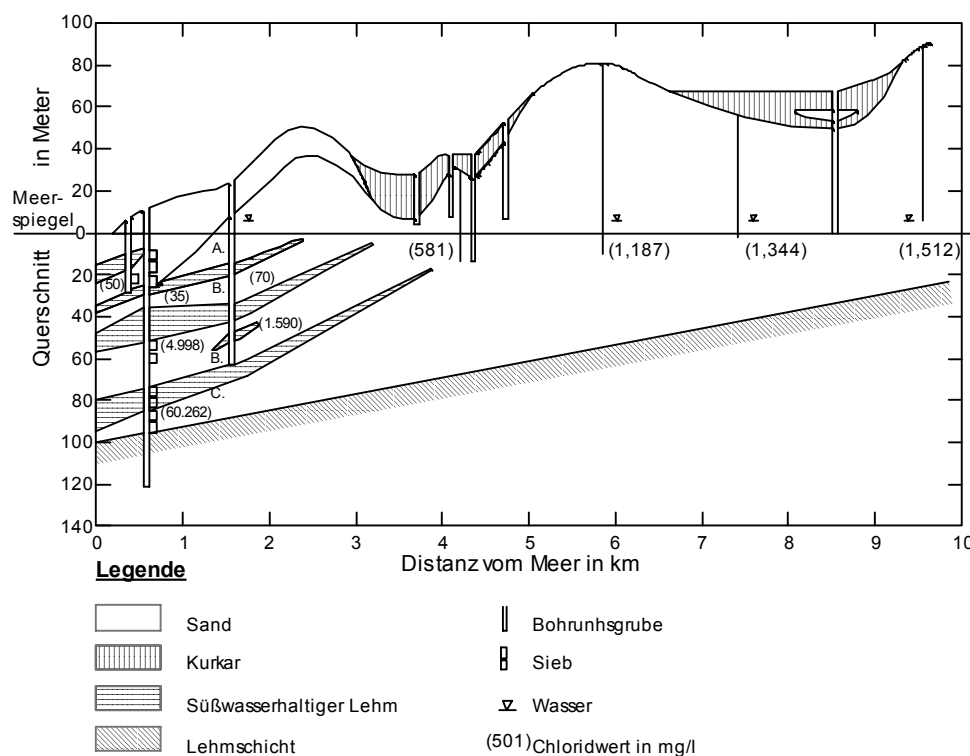 100
80
60
40
20
0
20
40
60
80
100
120
140
in Meter
Meer-
spiegel
Querschnitt
(50)
(35)
(70)
A.
B.
(4.998)
(1.590)
B.
C.
(60.262)
(581)
(1,187)
(1,344)
(1,512)
0 1 2 3 4 5 6 7 8 9 10
Distanz vom Meer in km
Legende
Sand
Kurkar
Süßwasserhaltiger Lehm
Lehmschicht
Bohrunhsgrube
Sieb
Wasser
(501) Chloridwert in mg/l